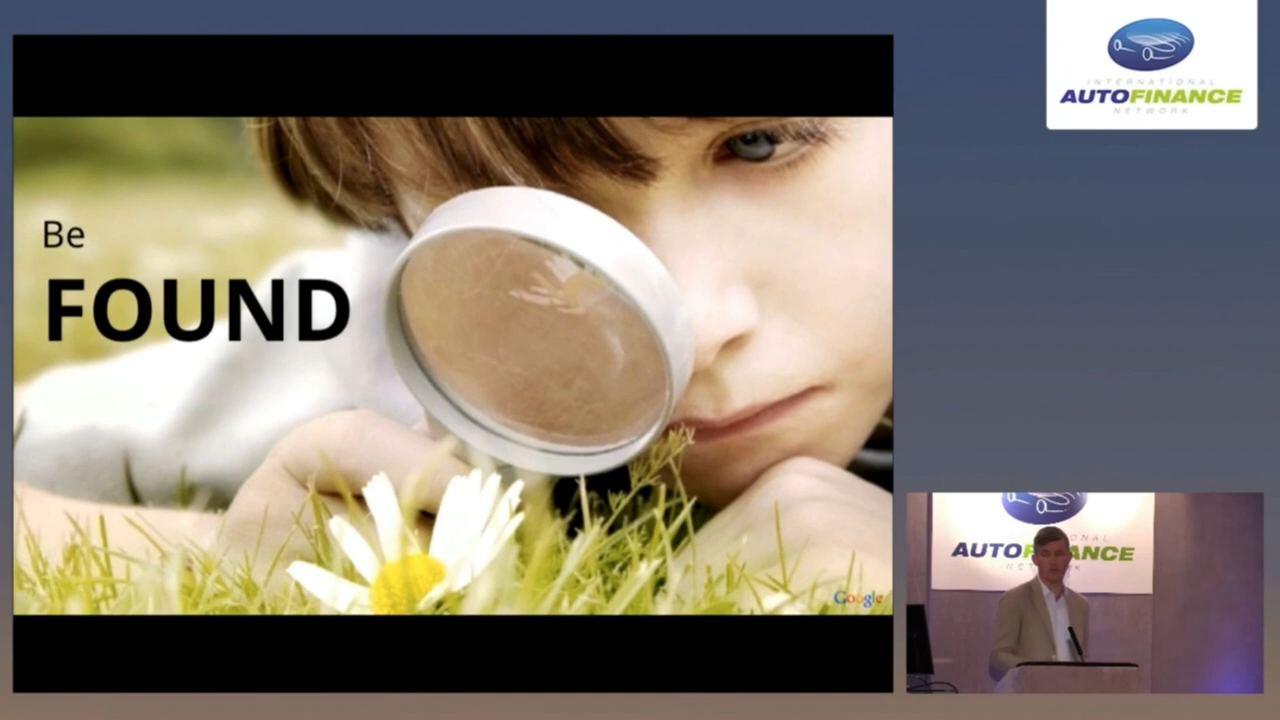 Be
FOUND
Google
INTERNATIONAL
AUTOFINANCE
NETWORK
AUTOFINANCE